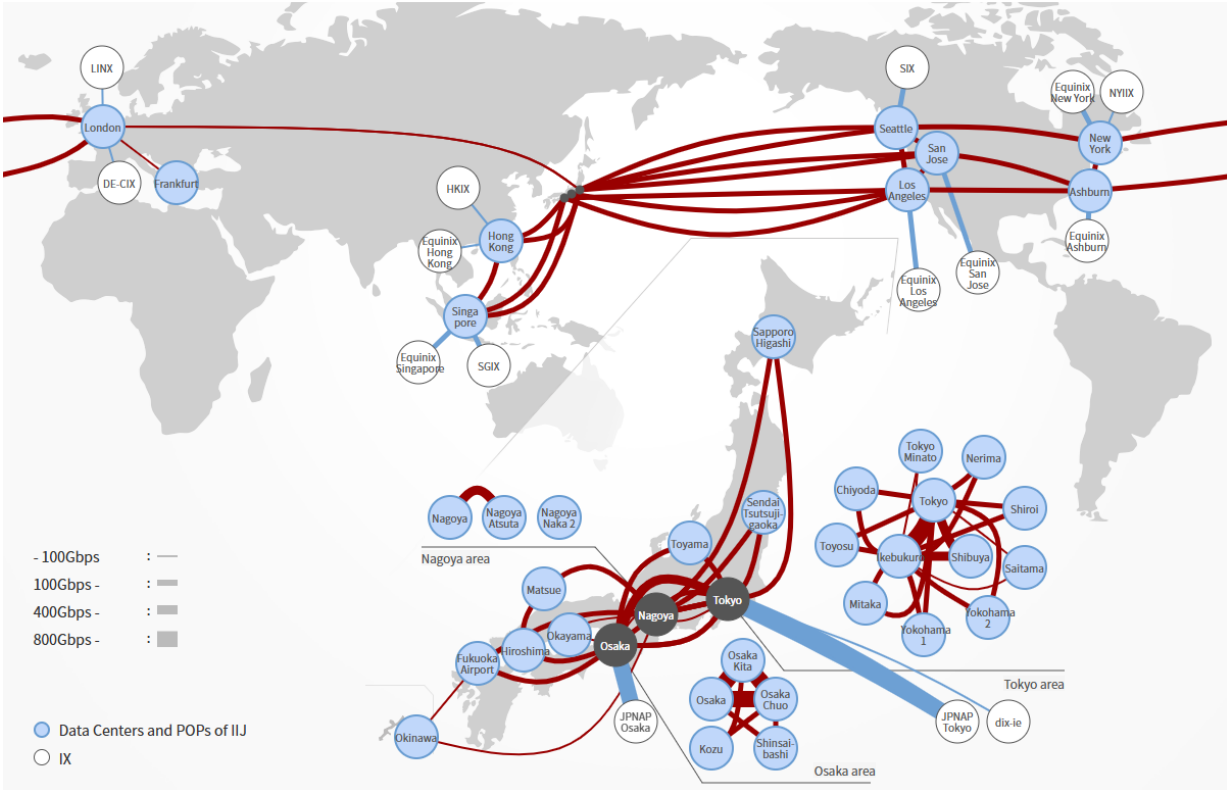 LINX
London
DE-CIX
Frankfurt
HKIX
Equinix
Hong
Kong
Hong
Kong
Singa
pore
Equinix
Singapore
SGIX
SIX
Seattle
San
Jose
Los
Angeles
Equinix
New York
NYIIX
New
York
Ashburn
Equinix
Ashburn
Equinix
San
Jose
Equinix
Los
Angeles
Sapporo
Higashi
Sendai
Tsutsuji-
gaoka
Toyama
Nagoya
Nagoya
Atsuta
Nagoya
Naka 2
Nagoya area
Matsue
Okayama
Hiroshima
Fukuoka
Airport
Okinawa
Nagoya
Tokyo
Osaka
JPNAP
Osaka
Osaka
Kita
Osaka
Osaka
Chuo
Kozu
Shinsai-
bashi
Osaka area
Tokyo
Minato
Nerima
Chiyoda
Tokyo
Shiroi
Toyosu
Ikebukuro
Shibuya
Saitama
Mitaka
Yokohama
1
Yokohama
2
Tokyo area
JPNAP
Tokyo
dix-ie
- 100Gbps :
100Gbps - :
400Gbps - :
800Gbps - :
Data Centers and POPs of IIJ
IX